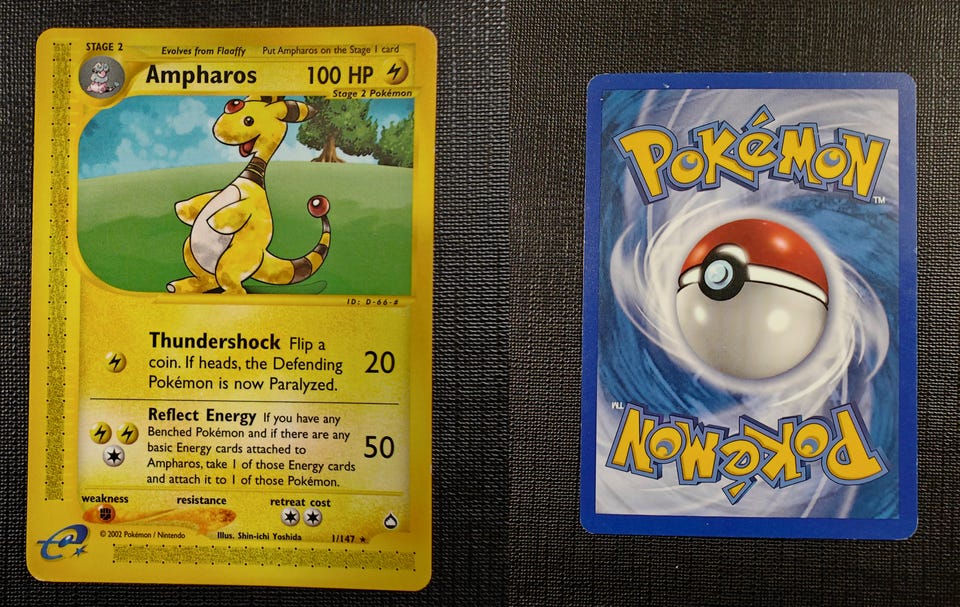 STAGE 2 Evolves from Flaaffy Put Ampharos on the Stage 1 card
Ampharos 100 HP
Stage 2 Pokémon
ID: D-66-#
Thundershock Flip a
coin. If heads, the Defending
Pokémon is now Paralyzed.
20
Reflect Energy If you have any
Benched Pokémon and if there are any
basic Energy cards attached to
Ampharos, take 1 of those Energy cards
and attach it to 1 of those Pokémon.
50
weakness resistance retreat cost
© 2002 Pokémon / Nintendo Illus. Shin-ichi Yoshida 1/147 ★
e
POKéMON
TM
POKéMON
TM